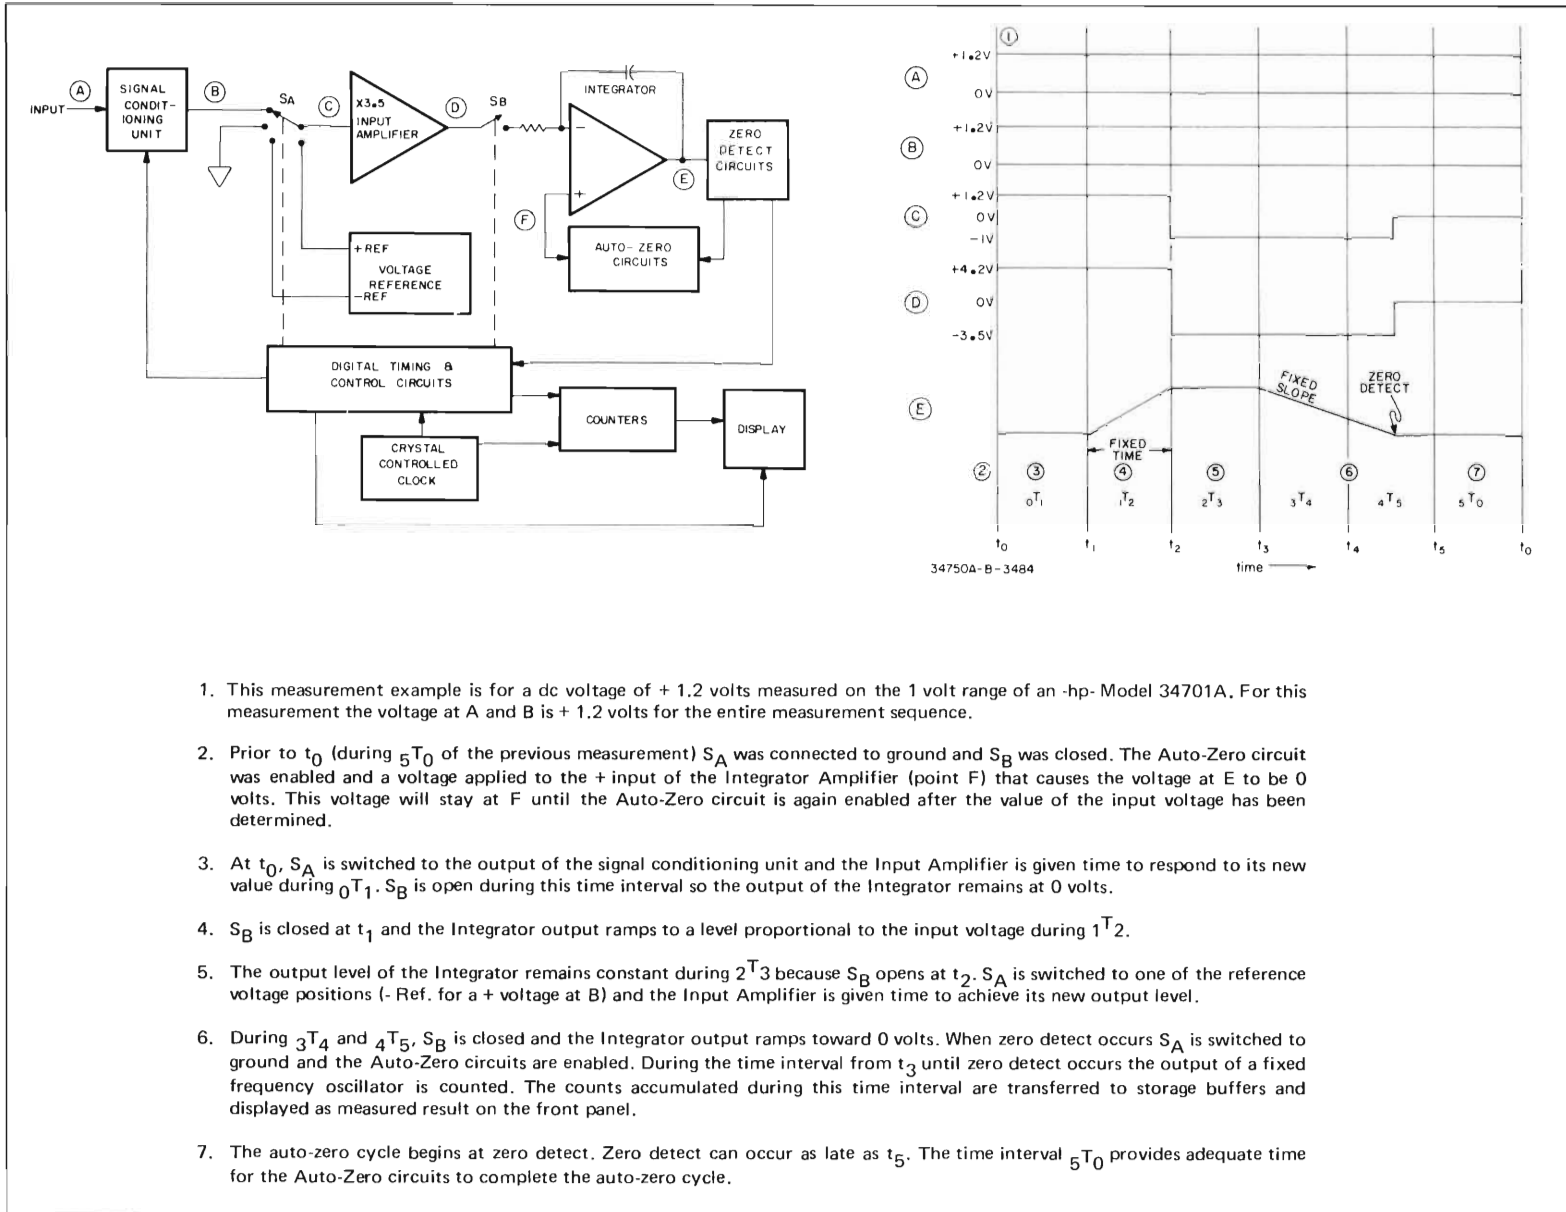 INPUT
A
SIGNAL
CONDIT-
IONING
UNIT
B
SA
C
X3.5
INPUT
AMPLIFIER
D
SB
INTEGRATOR
−
+
E
F
ZERO
DETECT
CIRCUITS
AUTO-ZERO
CIRCUITS
+REF
VOLTAGE
REFERENCE
−REF
DIGITAL TIMING &
CONTROL CIRCUITS
CRYSTAL
CONTROLLED
CLOCK
COUNTERS
DISPLAY
1
A
+1.2V
0V
B
+1.2V
0V
C
+1.2V
0V
-1V
D
+4.2V
0V
-3.5V
E
FIXED
SLOPE
ZERO
DETECT
FIXED
TIME
2 3 4 5 6 7
0T1 1T2 2T3 3T4 4T5 5T0
t0 t1 t2 t3 t4 t5 t0
34750A-B-3484
time
1. This measurement example is for a dc voltage of + 1.2 volts measured on the 1 volt range of an -hp- Model 34701A. For this
measurement the voltage at A and B is + 1.2 volts for the entire measurement sequence.
2. Prior to t0 (during 5T0 of the previous measurement) SA was connected to ground and SB was closed. The Auto-Zero circuit
was enabled and a voltage applied to the + input of the Integrator Amplifier (point F) that causes the voltage at E to be 0
volts. This voltage will stay at F until the Auto-Zero circuit is again enabled after the value of the input voltage has been
determined.
3. At t0, SA is switched to the output of the signal conditioning unit and the Input Amplifier is given time to respond to its new
value during 0T1. SB is open during this time interval so the output of the Integrator remains at 0 volts.
4. SB is closed at t1 and the Integrator output ramps to a level proportional to the input voltage during 1T2.
5. The output level of the Integrator remains constant during 2T3 because SB opens at t2. SA is switched to one of the reference
voltage positions (- Ref. for a + voltage at B) and the Input Amplifier is given time to achieve its new output level.
6. During 3T4 and 4T5, SB is closed and the Integrator output ramps toward 0 volts. When zero detect occurs SA is switched to
ground and the Auto-Zero circuits are enabled. During the time interval from t3 until zero detect occurs the output of a fixed
frequency oscillator is counted. The counts accumulated during this time interval are transferred to storage buffers and
displayed as measured result on the front panel.
7. The auto-zero cycle begins at zero detect. Zero detect can occur as late as t5. The time interval 5T0 provides adequate time
for the Auto-Zero circuits to complete the auto-zero cycle.